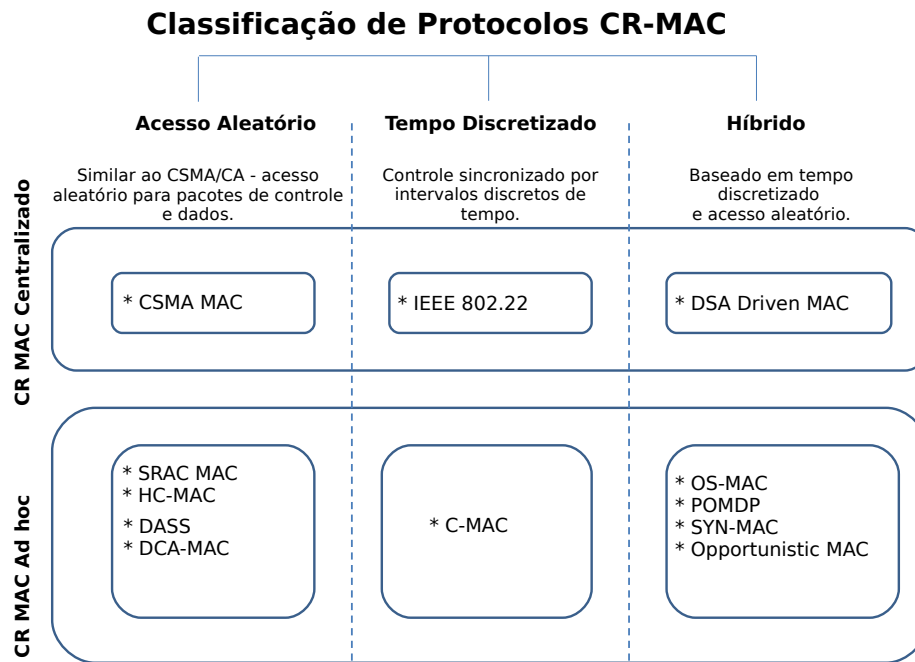 Classificação de Protocolos CR-MAC
Acesso Aleatório
Tempo Discretizado
Híbrido
Similar ao CSMA/CA - acesso
aleatório para pacotes de controle
e dados.
Controle sincronizado por
intervalos discretos de
tempo.
Baseado em tempo
discretizado
e acesso aleatório.
CR MAC Centralizado
* CSMA MAC
* IEEE 802.22
* DSA Driven MAC
CR MAC Ad hoc
* SRAC MAC
* HC-MAC
* DASS
* DCA-MAC
* C-MAC
* OS-MAC
* POMDP
* SYN-MAC
* Opportunistic MAC